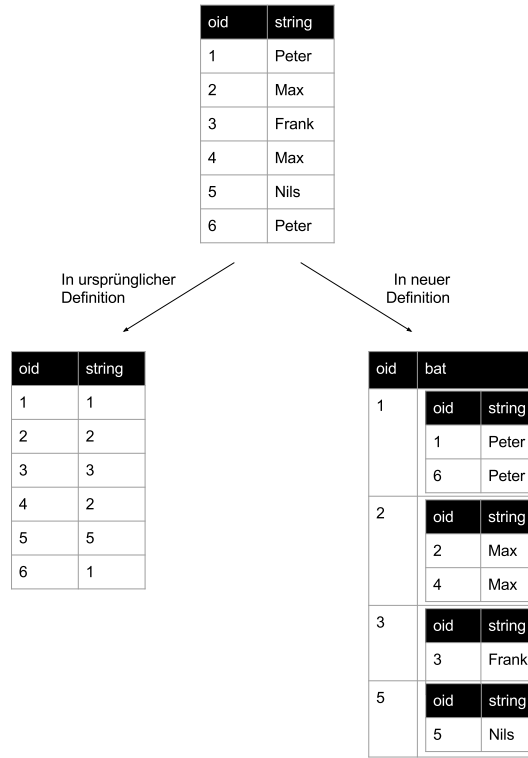 oid string
1 Peter
2 Max
3 Frank
4 Max
5 Nils
6 Peter
In ursprünglicher
Definition
In neuer
Definition
oid string
1 1
2 2
3 3
4 2
5 5
6 1
oid bat
1 oid string
1 Peter
6 Peter
2 oid string
2 Max
4 Max
3 oid string
3 Frank
5 oid string
5 Nils